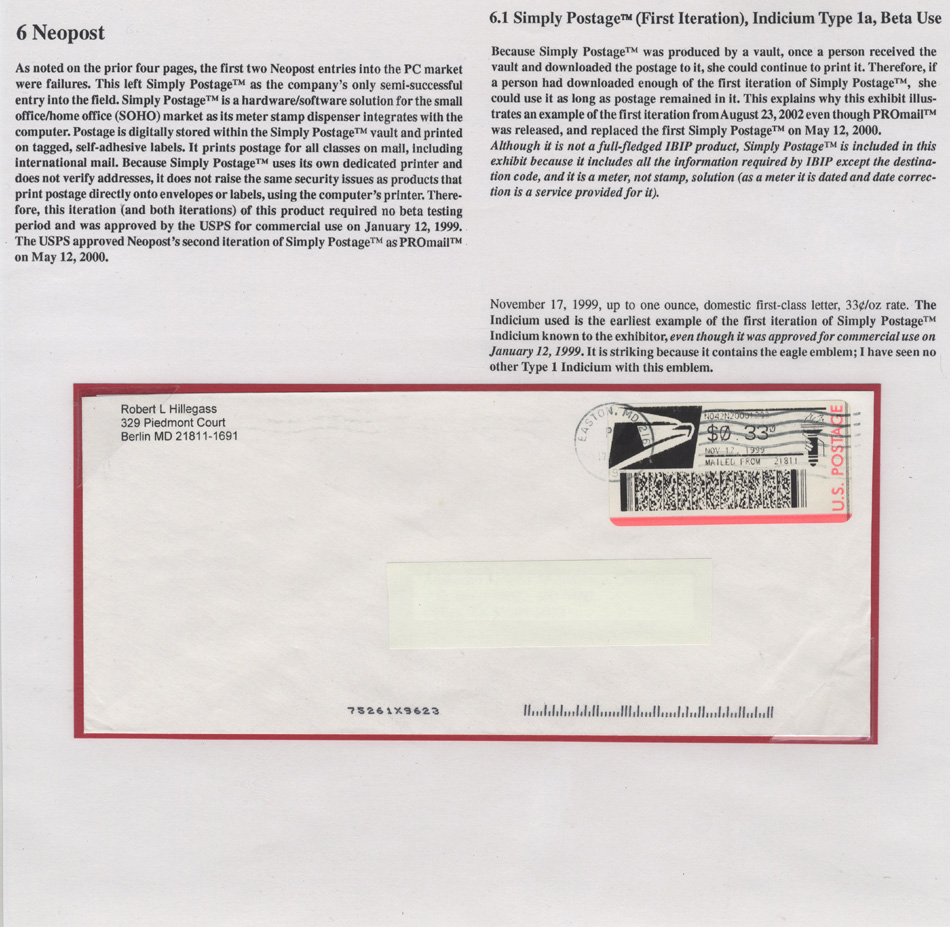 6 Neopost
As noted on the prior four pages, the first two Neopost entries into the PC market
were failures. This left Simply Postage™ as the company's only semi-successful
entry into the field. Simply Postage™ is a hardware/software solution for the small
office/home office (SOHO) market as its meter stamp dispenser integrates with the
computer. Postage is digitally stored within the Simply Postage™ vault and printed
on tagged, self-adhesive labels. It prints postage for all classes on mail, including
international mail. Because Simply Postage™ uses its own dedicated printer and
does not verify addresses, it does not raise the same security issues as products that
print postage directly onto envelopes or labels, using the computer's printer. There-
fore, this iteration (and both iterations) of this product required no beta testing
period and was approved by the USPS for commercial use on January 12, 1999.
The USPS approved Neopost's second iteration of Simply Postage™ as PROmail™
on May 12, 2000.
6.1 Simply Postage™ (First Iteration), Indicium Type 1a, Beta Use
Because Simply Postage™ was produced by a vault, once a person received the
vault and downloaded the postage to it, she could continue to print it. Therefore, if
a person had downloaded enough of the first iteration of Simply Postage™, she
could use it as long as postage remained in it. This explains why this exhibit illus-
trates an example of the first iteration from August 23, 2002 even though PROmail™
was released, and replaced the first Simply Postage™ on May 12, 2000.
Although it is not a full-fledged IBIP product, Simply Postage™ is included in this
exhibit because it includes all the information required by IBIP except the destina-
tion code, and it is a meter, not stamp, solution (as a meter it is dated and date correc-
tion is a service provided for it).
November 17, 1999, up to one ounce, domestic first-class letter, 33¢/oz rate. The
Indicium used is the earliest example of the first iteration of Simply Postage™
Indicium known to the exhibitor, even though it was approved for commercial use on
January 12, 1999. It is striking because it contains the eagle emblem; I have seen no
other Type 1 Indicium with this emblem.
Robert L Hillegass
329 Piedmont Court
Berlin MD 21811-1691
EASTON, MD 216
$0.33⁰
NOV 17, 1999
MAILED FROM 21811
U.S. POSTAGE
75261X9623